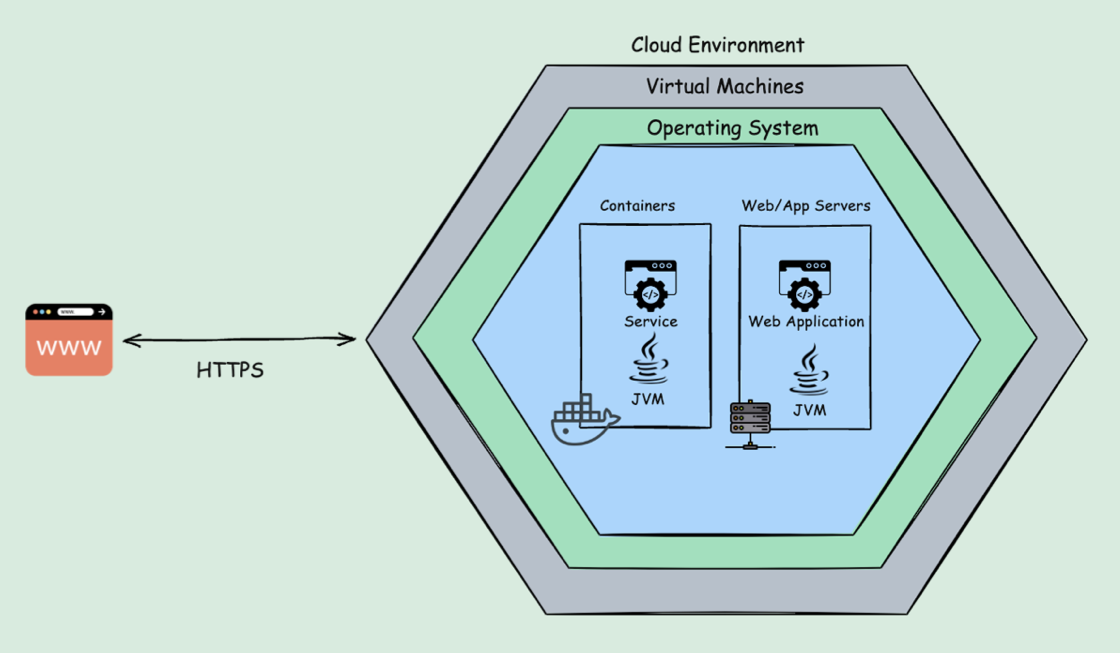 Cloud Environment
Virtual Machines
Operating System
Containers
Web/App Servers
Service
JVM
Web Application
JVM
www
WWW
HTTPS